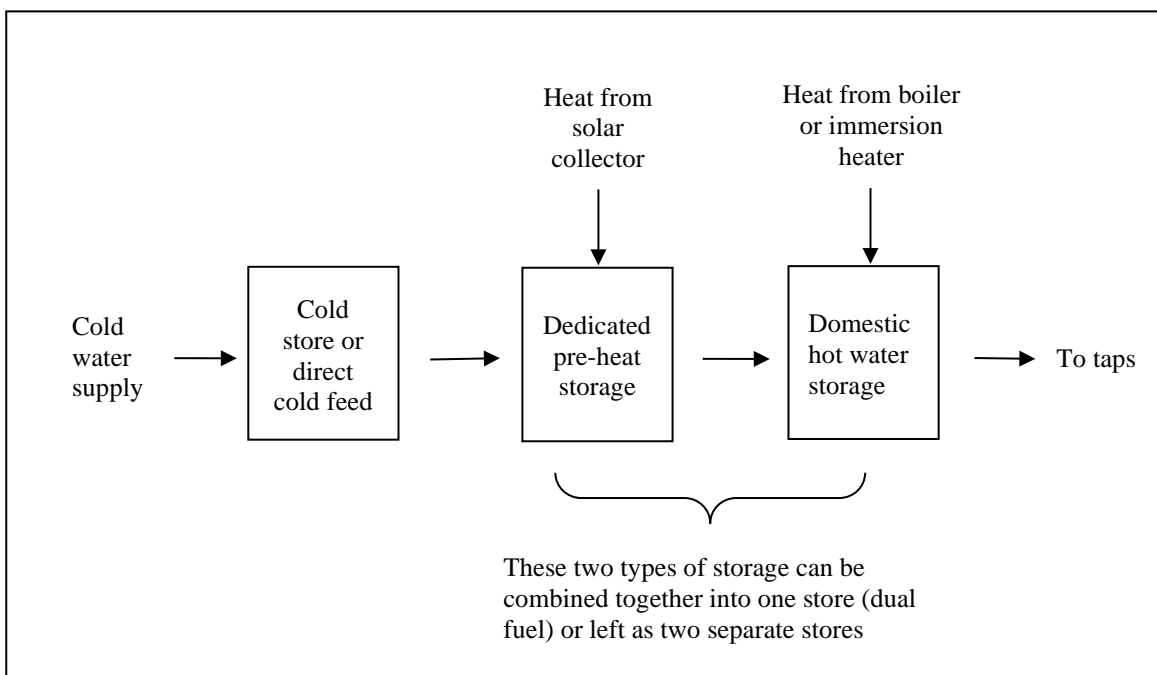 Heat from
solar
collector
Heat from boiler
or immersion
heater
Cold
water
supply
Cold
store or
direct
cold feed
Dedicated
pre-heat
storage
Domestic
hot water
storage
To taps
These two types of storage can be
combined together into one store (dual
fuel) or left as two separate stores